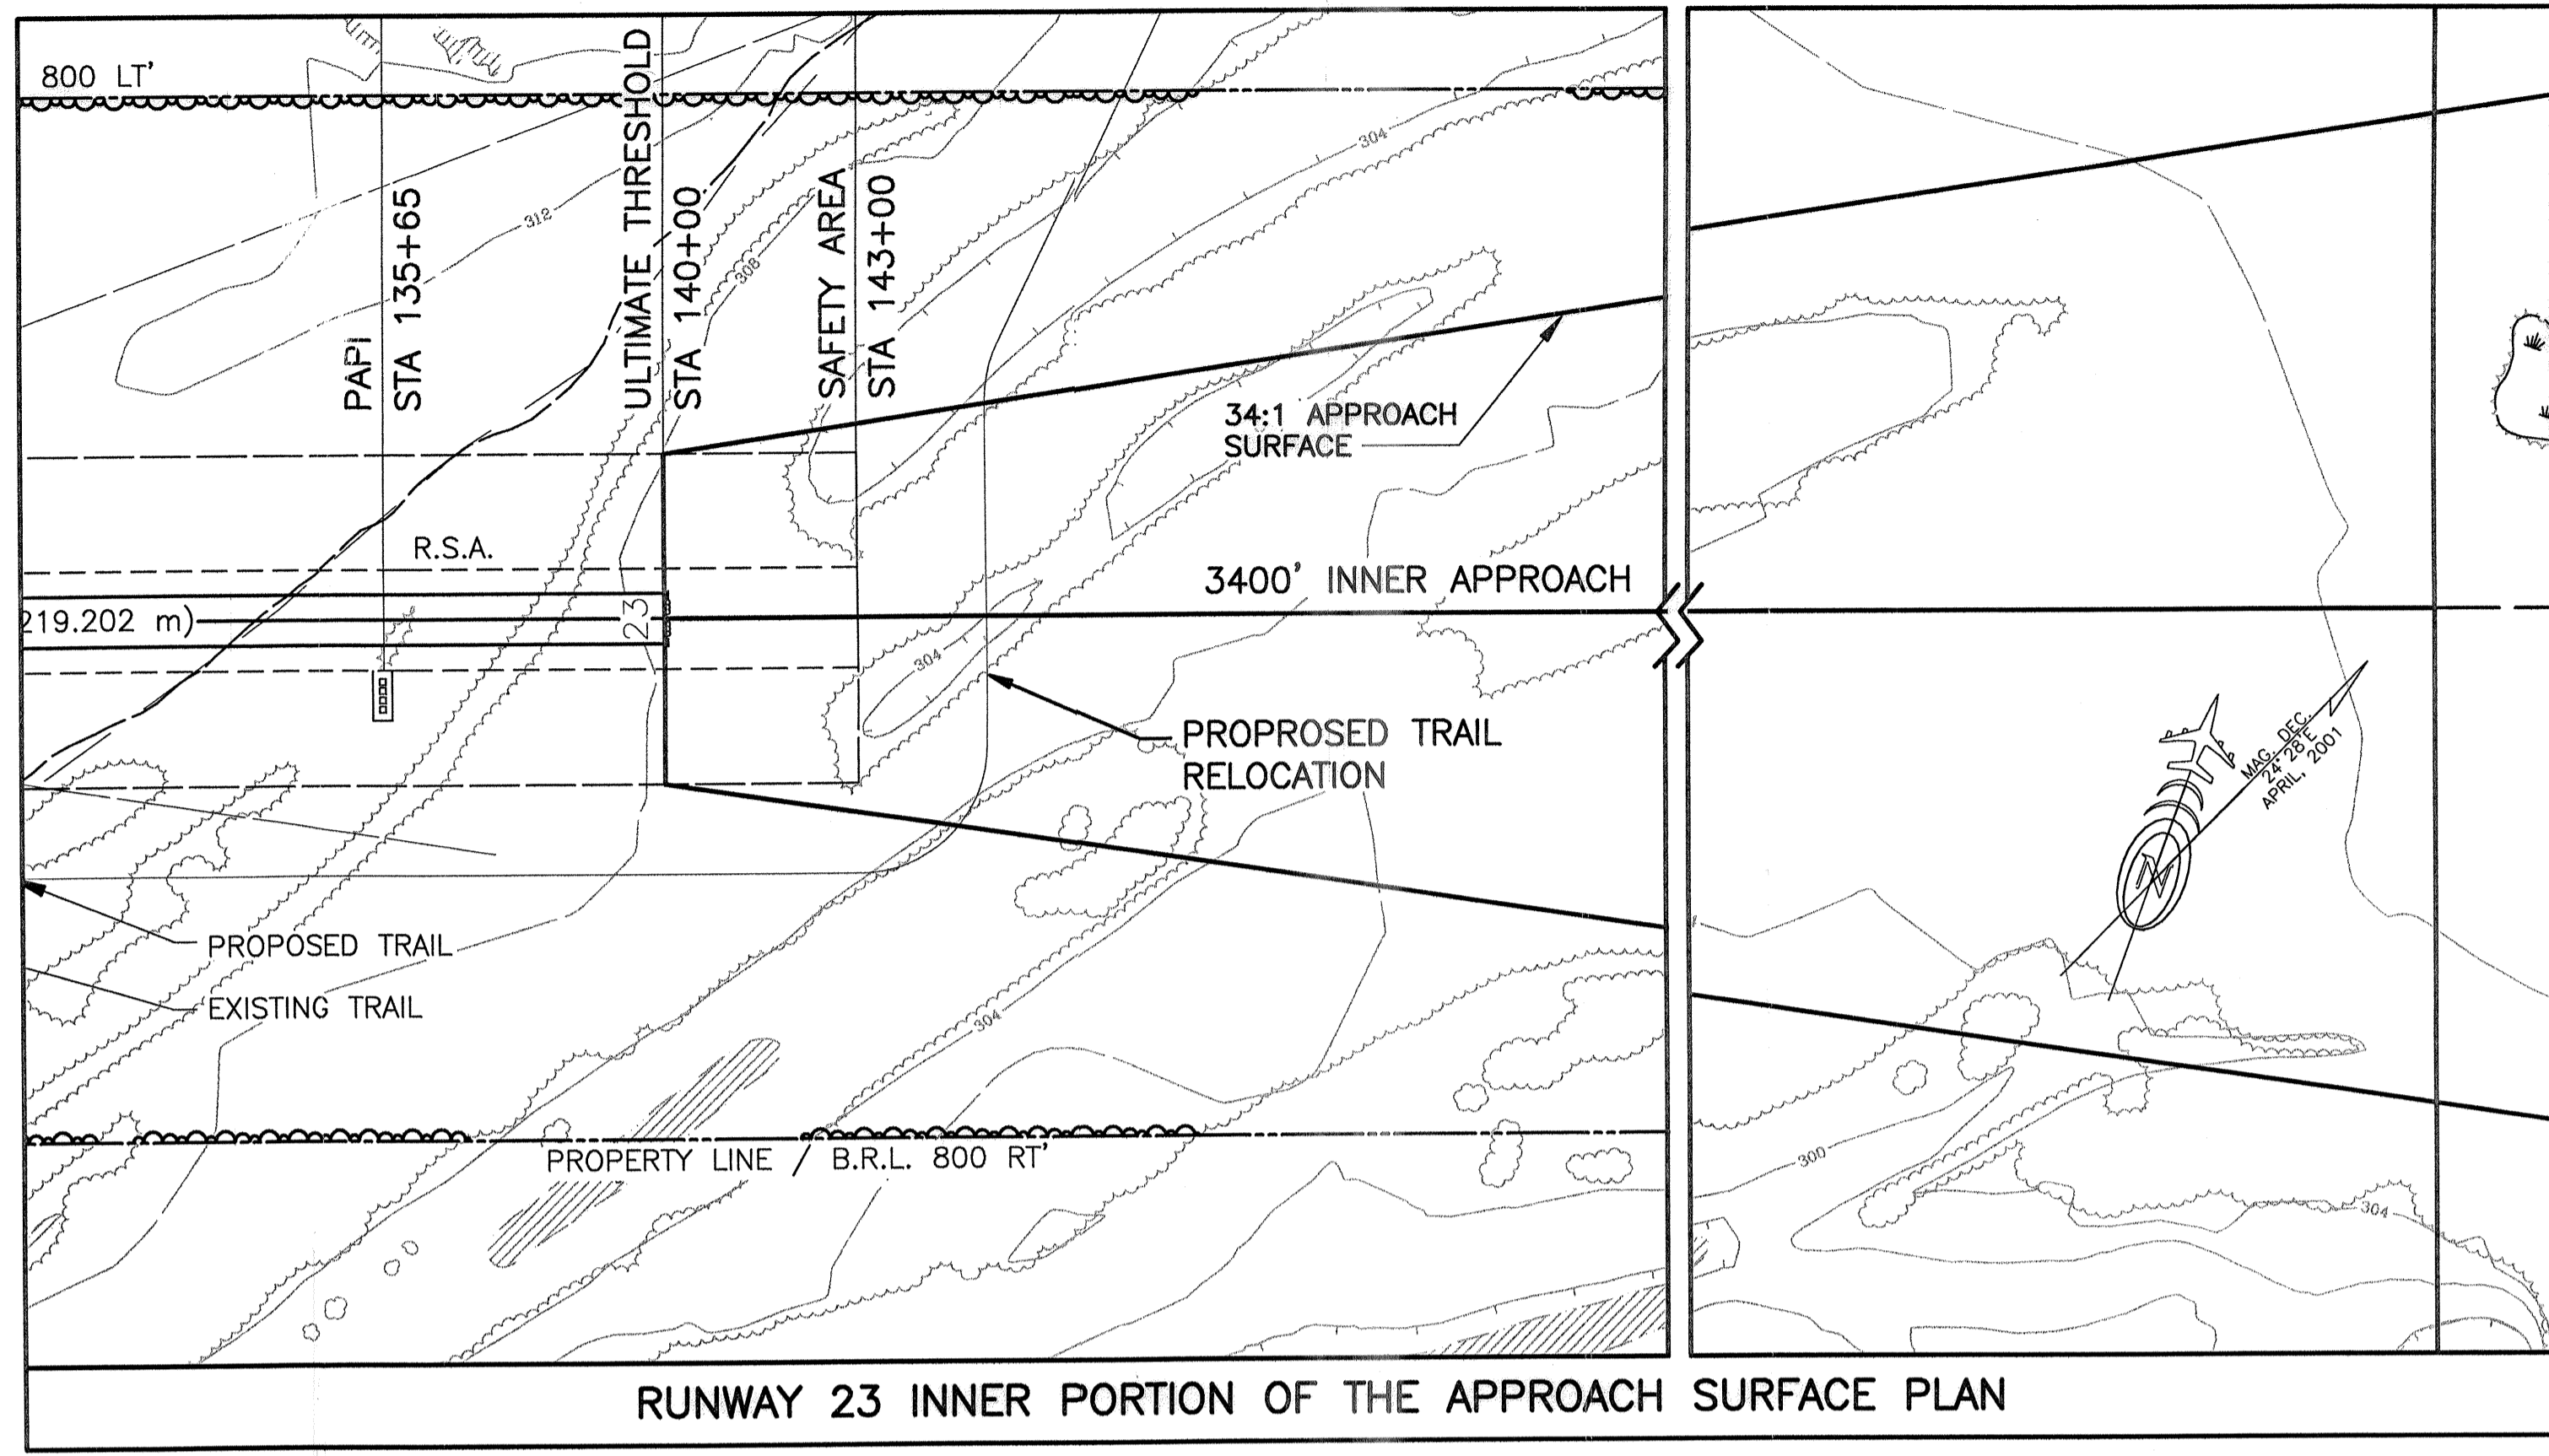 800 LT'
PAPI
STA 135+65
ULTIMATE THRESHOLD
STA 140+00
SAFETY AREA
STA 143+00
304
312
308
34:1 APPROACH
SURFACE
R.S.A.
3400' INNER APPROACH
219.202 m)
23
304
PROPROSED TRAIL
RELOCATION
MAG. DEC.
24°28'E
APRIL, 2001
N
PROPOSED TRAIL
EXISTING TRAIL
304
PROPERTY LINE / B.R.L. 800 RT'
300
304
RUNWAY 23 INNER PORTION OF THE APPROACH SURFACE PLAN